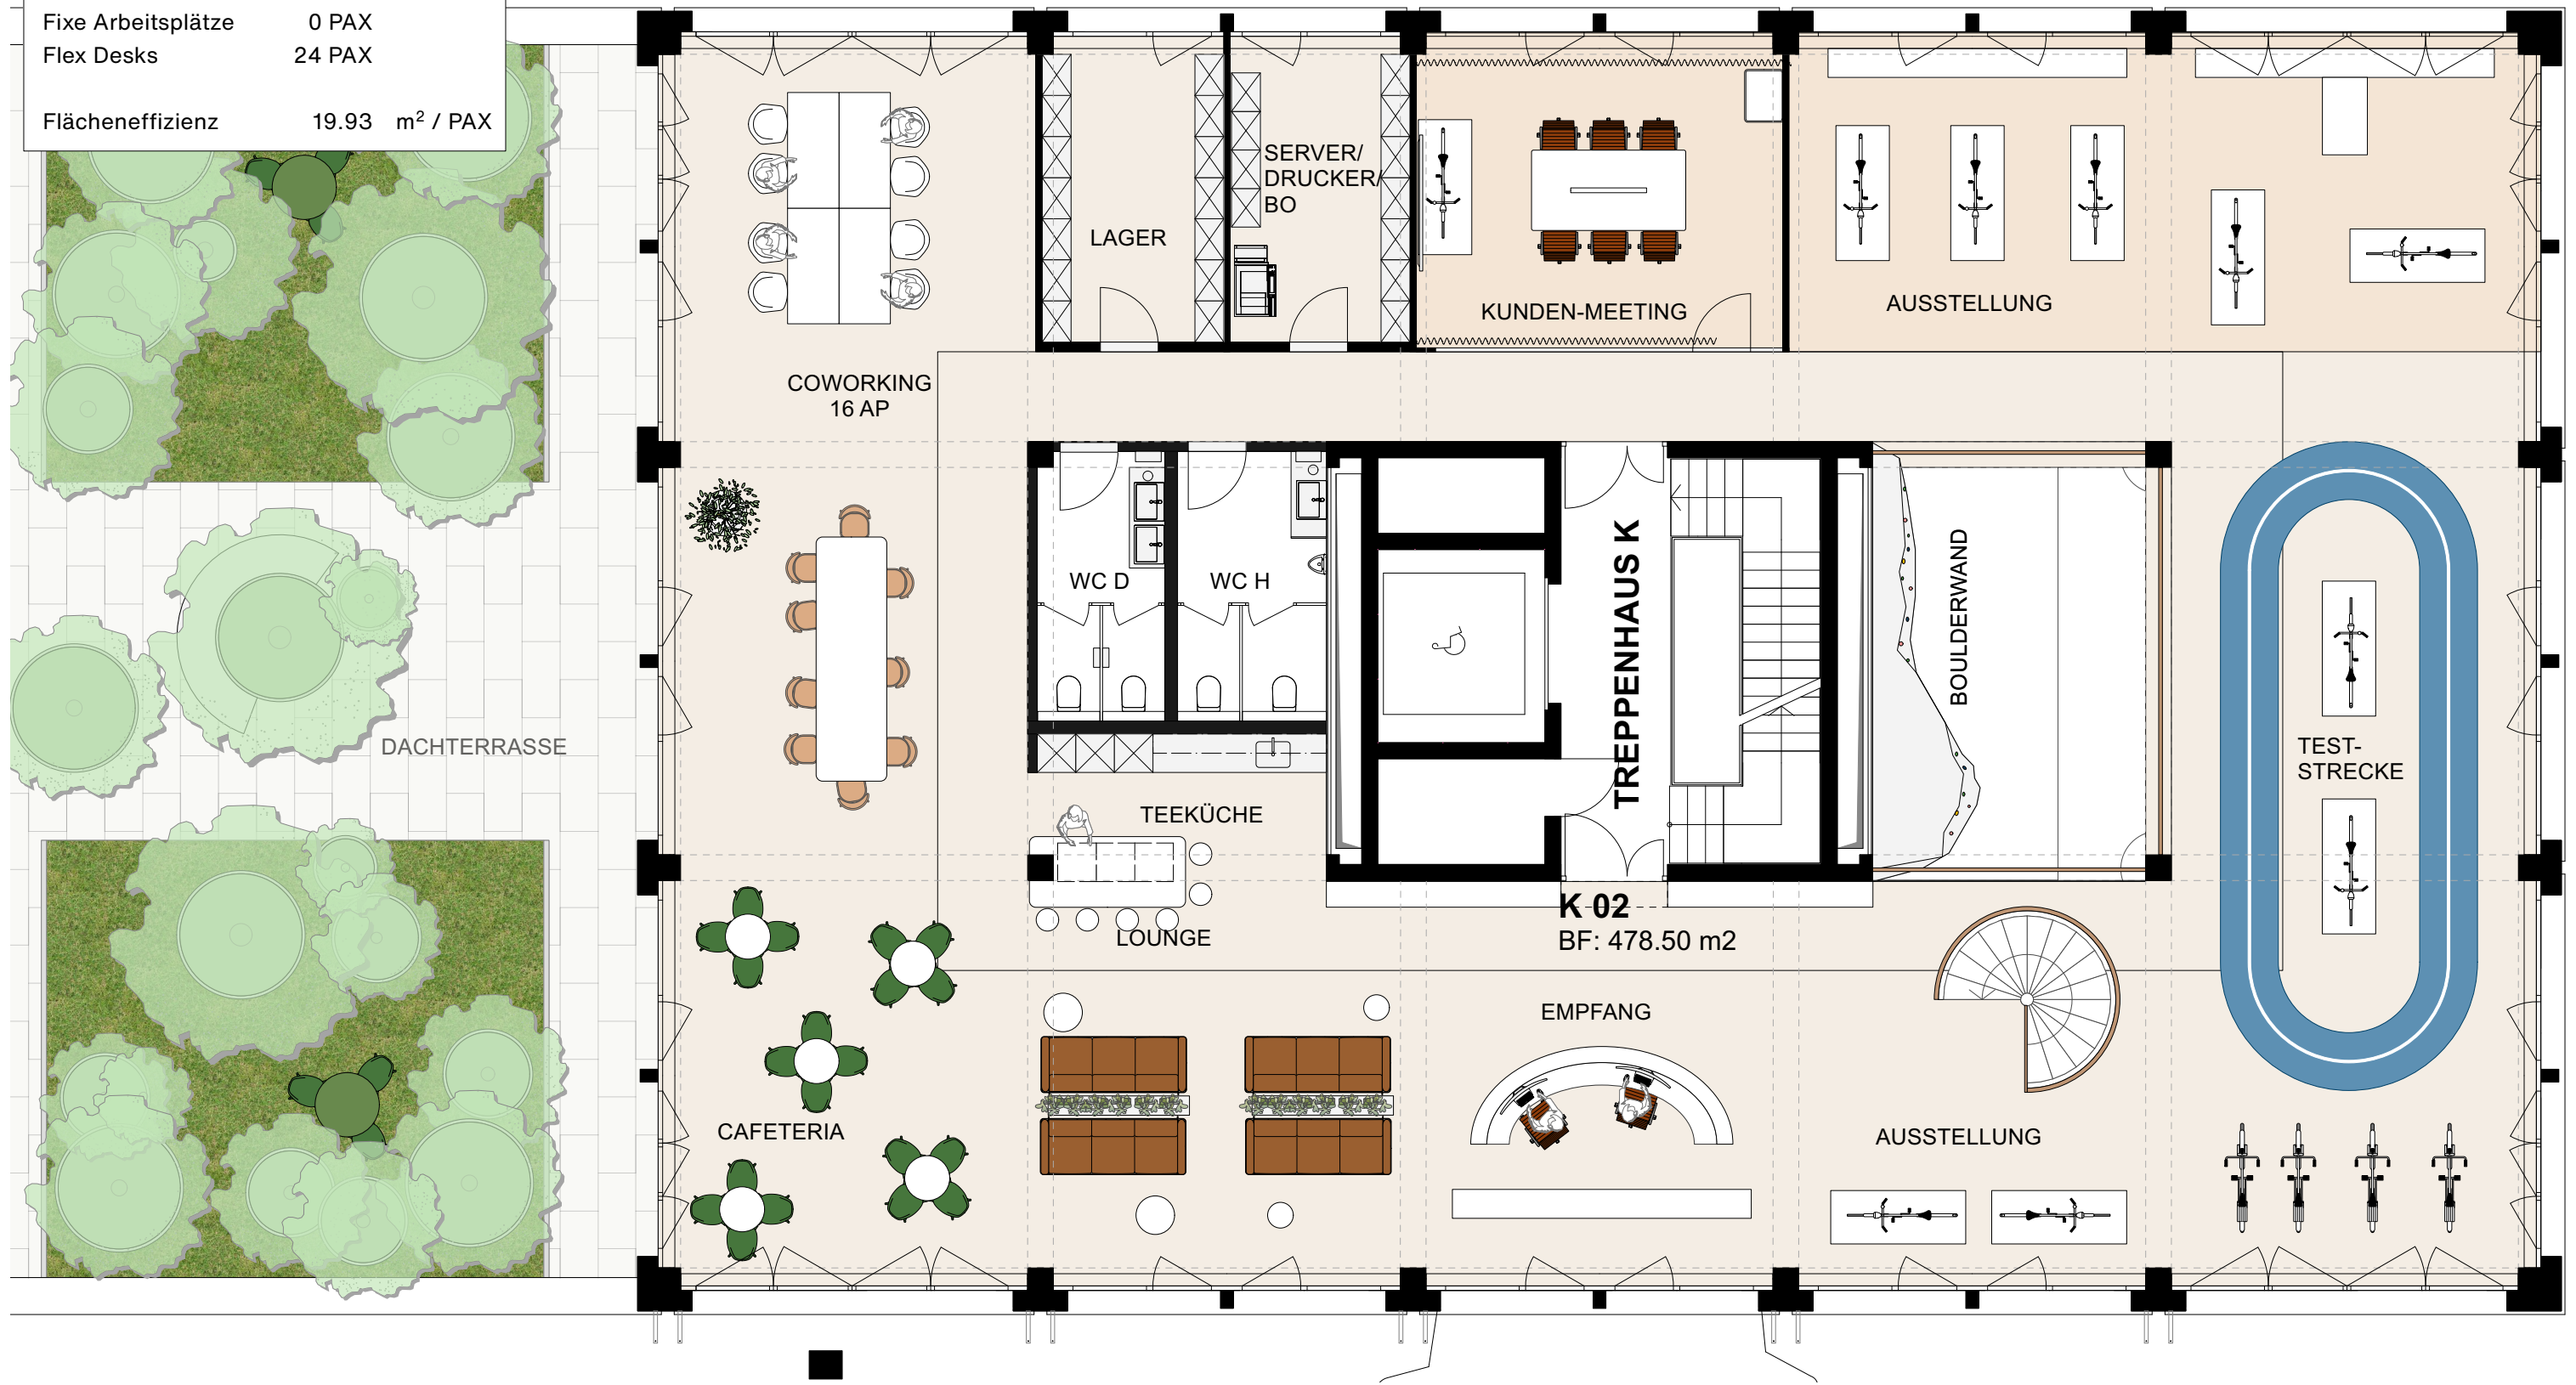 Fixe Arbeitsplätze 0 PAX
Flex Desks 24 PAX
Flächeneffizienz 19.93 m² / PAX
SERVER/
DRUCKER/
BO
LAGER
KUNDEN-MEETING
AUSSTELLUNG
COWORKING
16 AP
WC D
WC H
TREPPENHAUS K
BOULDERWAND
DACHTERRASSE
TEST-
STRECKE
TEEKÜCHE
LOUNGE
K 02
BF: 478.50 m2
EMPFANG
CAFETERIA
AUSSTELLUNG